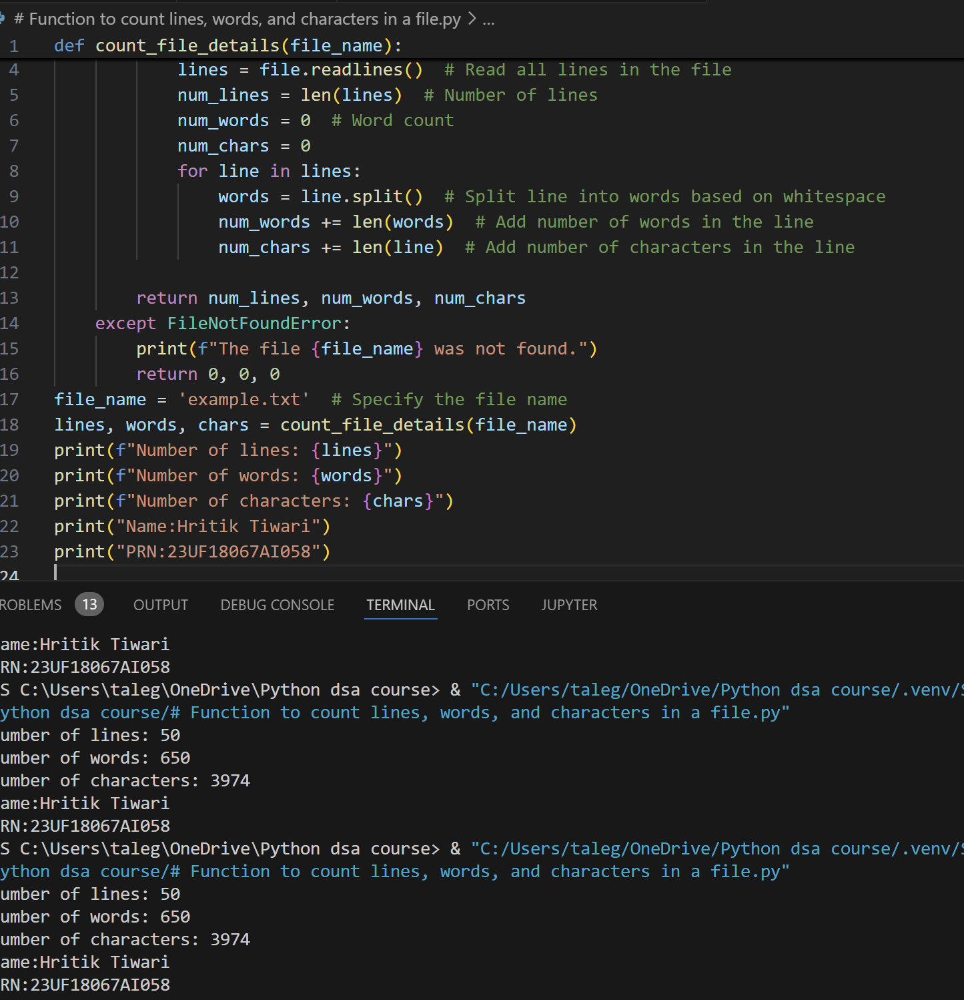 # Function to count lines, words, and characters in a file.py > ...
1 def count_file_details(file_name):
4 lines = file.readlines() # Read all lines in the file
5 num_lines = len(lines) # Number of lines
6 num_words = 0 # Word count
7 num_chars = 0
8 for line in lines:
9 words = line.split() # Split line into words based on whitespace
10 num_words += len(words) # Add number of words in the line
11 num_chars += len(line) # Add number of characters in the line
12
13 return num_lines, num_words, num_chars
14 except FileNotFoundError:
15 print(f"The file {file_name} was not found.")
16 return 0, 0, 0
17 file_name = 'example.txt' # Specify the file name
18 lines, words, chars = count_file_details(file_name)
19 print(f"Number of lines: {lines}")
20 print(f"Number of words: {words}")
21 print(f"Number of characters: {chars}")
22 print("Name:Hritik Tiwari")
23 print("PRN:23UF18067AI058")
24
ROBLEMS 13 OUTPUT DEBUG CONSOLE TERMINAL PORTS JUPYTER
ame:Hritik Tiwari
RN:23UF18067AI058
S C:\Users\taleg\OneDrive\Python dsa course> & "C:/Users/taleg/OneDrive/Python dsa course/.venv/S
ython dsa course/# Function to count lines, words, and characters in a file.py"
umber of lines: 50
umber of words: 650
umber of characters: 3974
ame:Hritik Tiwari
RN:23UF18067AI058
S C:\Users\taleg\OneDrive\Python dsa course> & "C:/Users/taleg/OneDrive/Python dsa course/.venv/S
ython dsa course/# Function to count lines, words, and characters in a file.py"
umber of lines: 50
umber of words: 650
umber of characters: 3974
ame:Hritik Tiwari
RN:23UF18067AI058